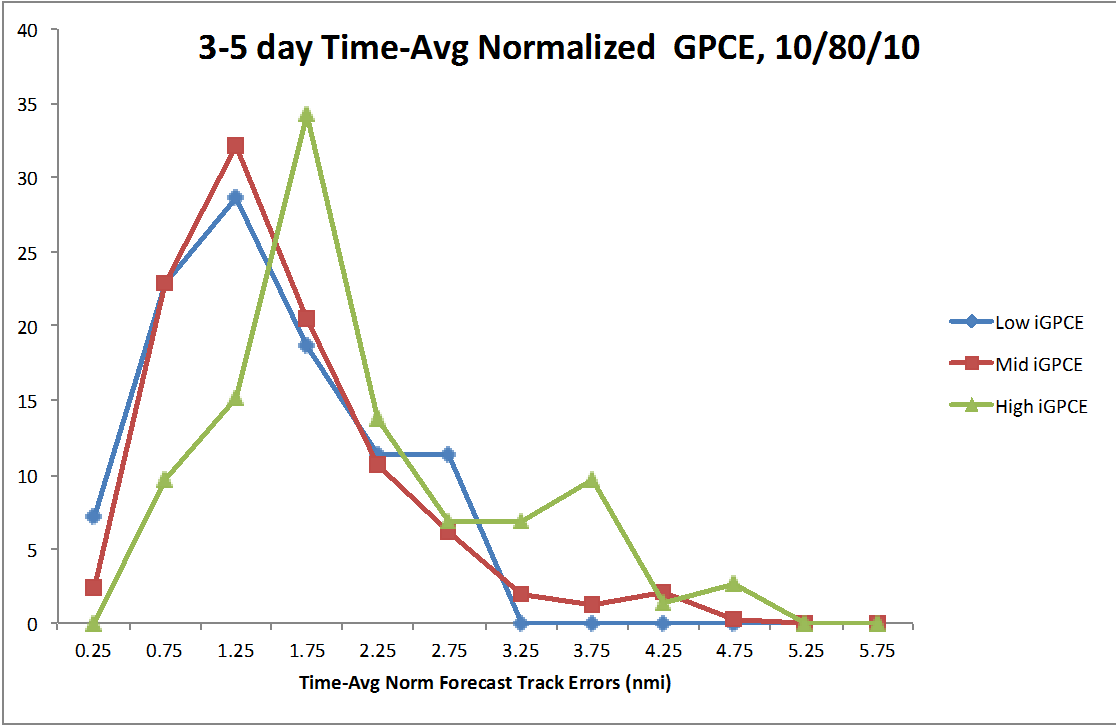 3-5 day Time-Avg Normalized  GPCE, 10/80/10
40
35
30
25
20
15
10
5
0
0.25 0.75 1.25 1.75 2.25 2.75 3.25 3.75 4.25 4.75 5.25 5.75
Time-Avg Norm Forecast Track Errors (nmi)
Low iGPCE
Mid iGPCE
High iGPCE